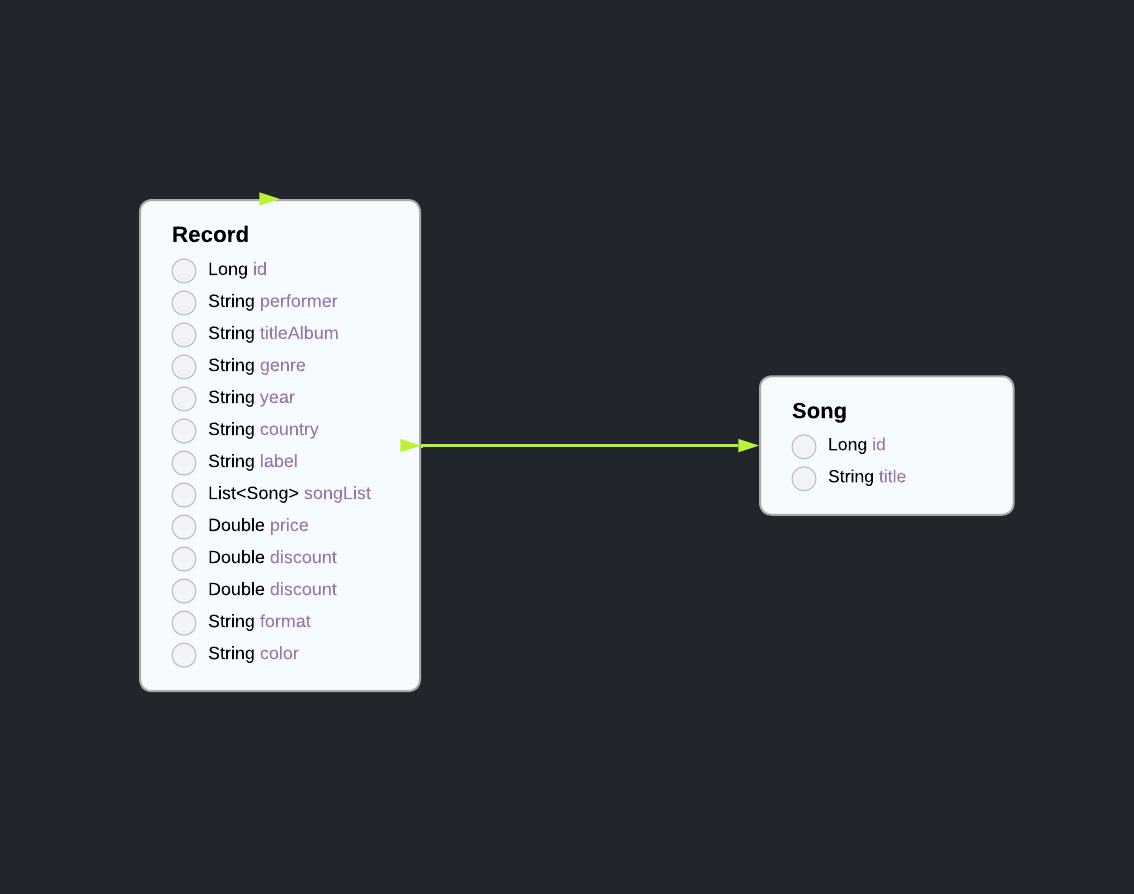 Record
Long id
String performer
String titleAlbum
String genre
String year
String country
String label
List<Song> songList
Double price
Double discount
Double discount
String format
String color
Song
Long id
String title